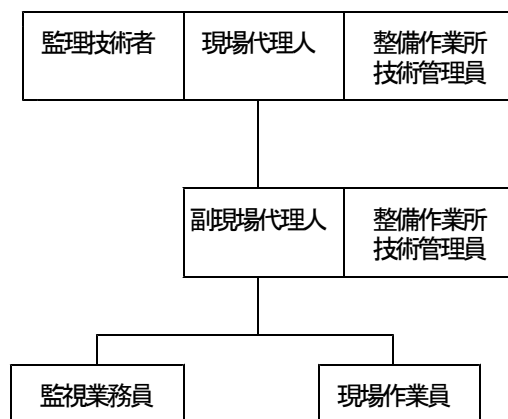 監理技術者
現場代理人
整備作業所
技術管理員
副現場代理人
整備作業所
技術管理員
監視業務員
現場作業員